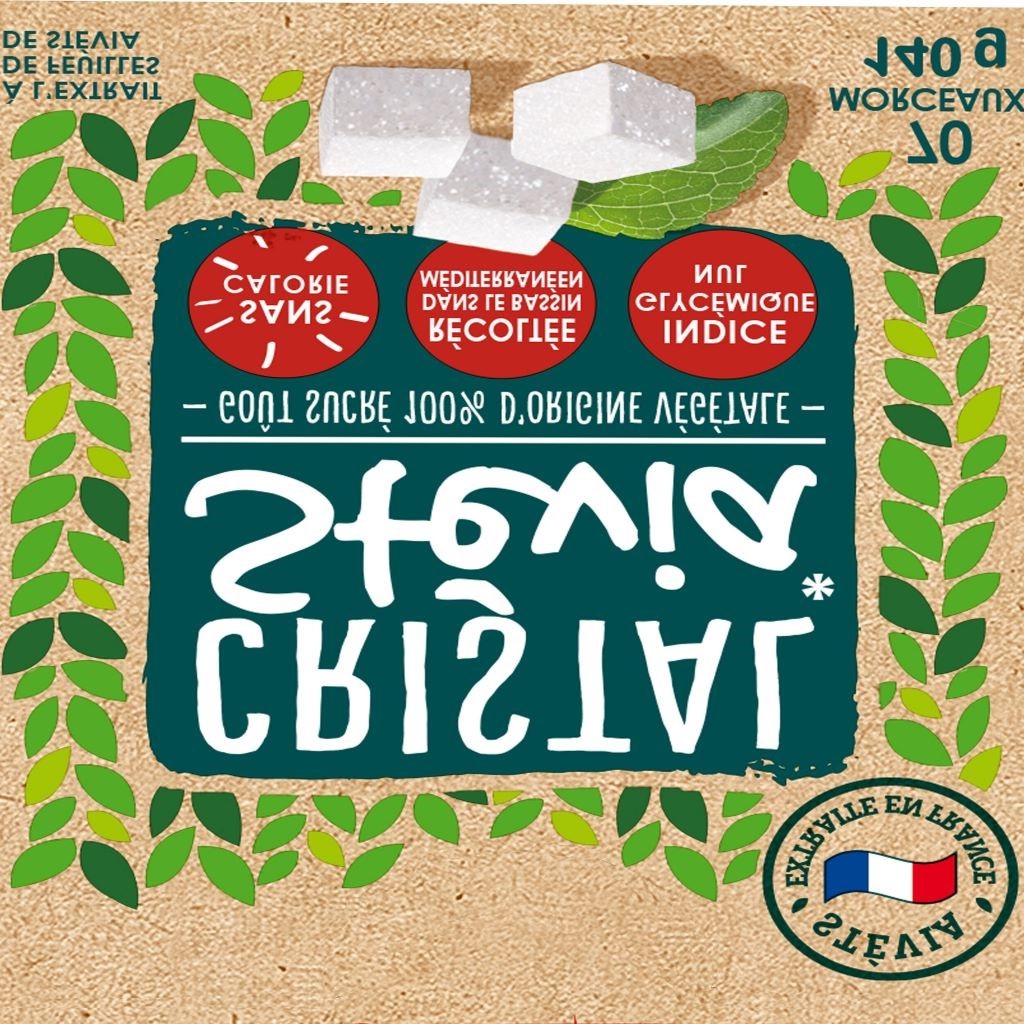 STÉVIA
EXTRAITE EN FRANCE
CRISTAL
Stevia*
– GOÛT SUCRÉ 100% D'ORIGINE VÉGÉTALE –
SANS
CALORIE
RÉCOLTÉE
DANS LE BASSIN
MÉDITERRANÉEN
INDICE
GLYCÉMIQUE
NUL
À L'EXTRAIT
DE FEUILLES
DE STÉVIA
70
MORCEAUX
140 g